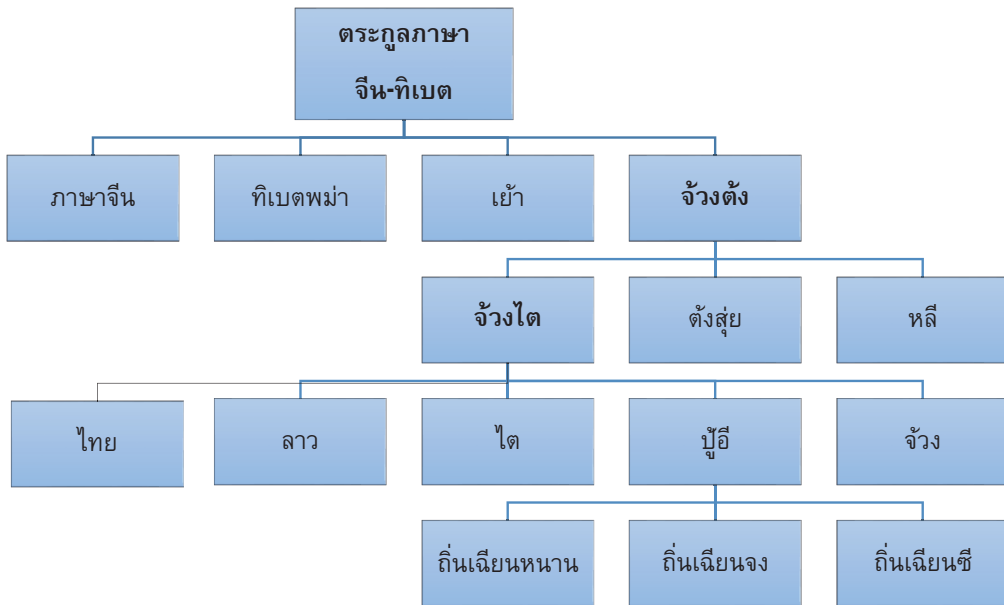 ตระกูลภาษา
จีน-ทิเบต
ภาษาจีน
ทิเบตพม่า
เย้า
จ้วงต้ง
จ้วงไต
ต้งสุ่ย
หลี
ไทย
ลาว
ไต
ปู้อี
จ้วง
ถิ่นเฉียนหนาน
ถิ่นเฉียนจง
ถิ่นเฉียนซี